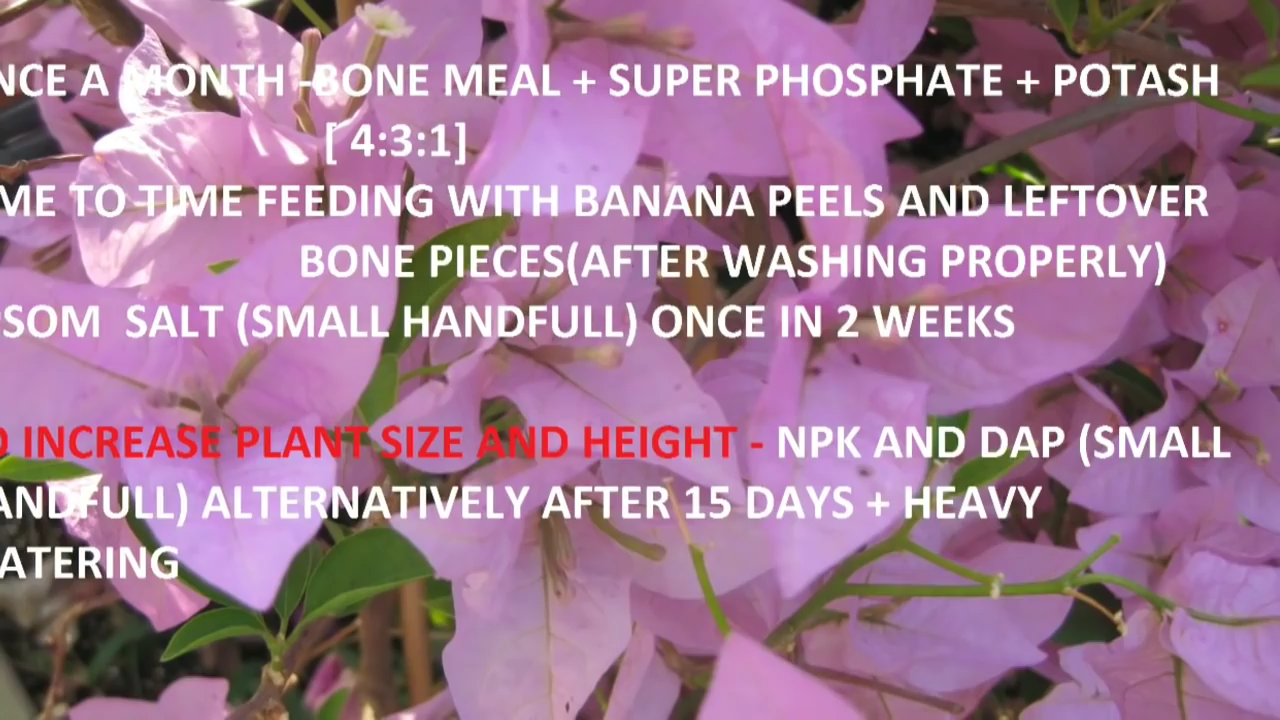 NCE A MONTH -BONE MEAL + SUPER PHOSPHATE + POTASH
[ 4:3:1]
ME TO TIME FEEDING WITH BANANA PEELS AND LEFTOVER
BONE PIECES(AFTER WASHING PROPERLY)
SOM SALT (SMALL HANDFULL) ONCE IN 2 WEEKS
INCREASE PLANT SIZE AND HEIGHT - NPK AND DAP (SMALL
ANDFULL) ALTERNATIVELY AFTER 15 DAYS + HEAVY
ATERING